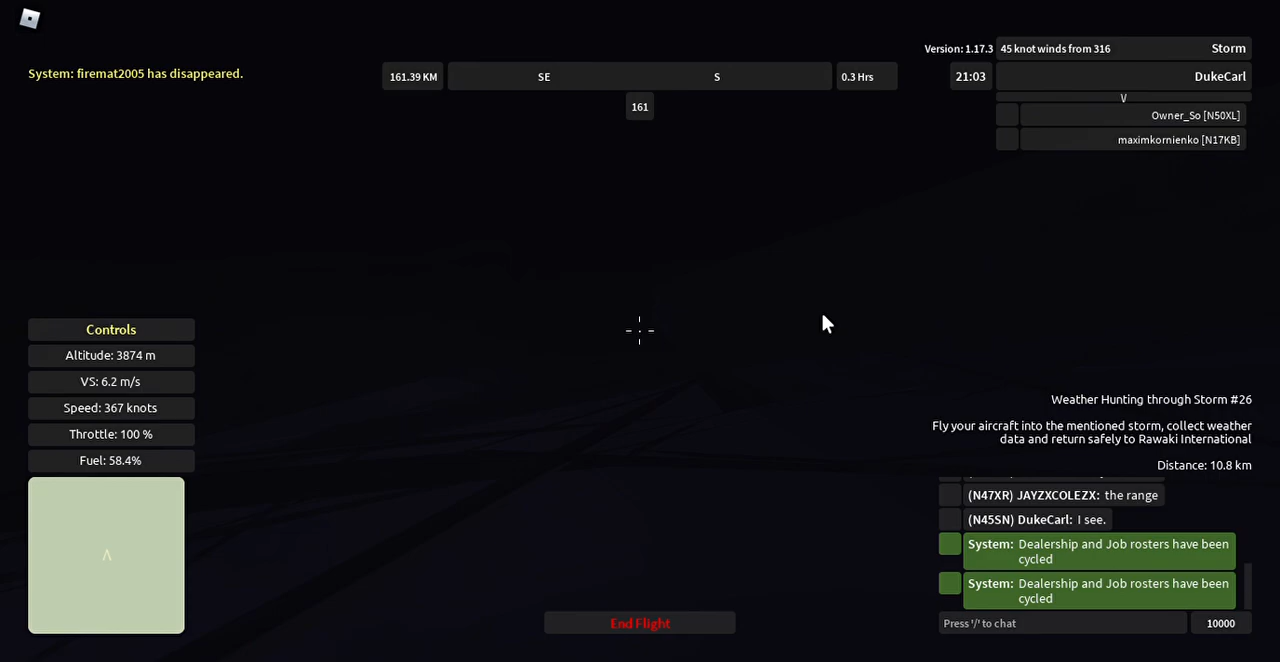 Version: 1.17.3
45 knot winds from 316
Storm
System: firemat2005 has disappeared.
161.39 KM
SE
S
0.3 Hrs
21:03
DukeCarl
161
V
Owner_So [N50XL]
maximkornienko [N17KB]
Controls
Altitude: 3874 m
VS: 6.2 m/s
Speed: 367 knots
Throttle: 100 %
Fuel: 58.4%
Weather Hunting through Storm #26
Fly your aircraft into the mentioned storm, collect weather
data and return safely to Rawaki International
Distance: 10.8 km
(N47XR) JAYZXCOLEZX: the range
(N45SN) DukeCarl: I see.
System: Dealership and Job rosters have been
cycled
System: Dealership and Job rosters have been
cycled
Press '/' to chat
10000
End Flight